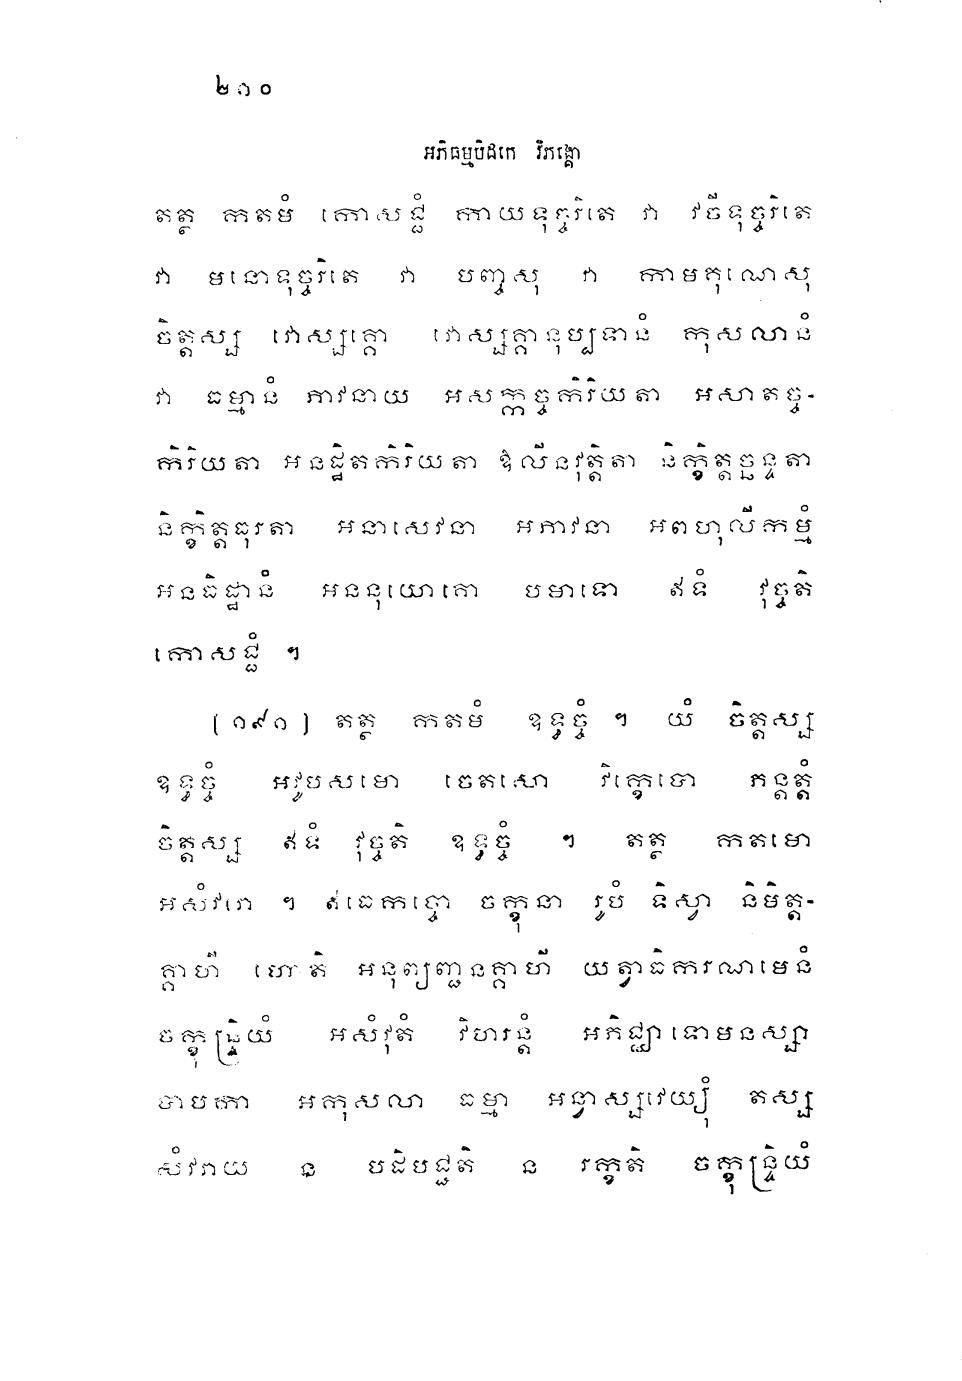 ២៣០
អភិធម្មបិដកេ វិភង្គោ
តត្ថ កតមំ កោសជ្ជំ កាយទុច្ចរិតេ វា វចីទុច្ចរិតេ
វា មនោទុច្ចរិតេ វា បញ្ចសុ វា កាមគុណេសុ
ចិត្តស្ស វោស្សគ្គោ វោស្សគ្គានុប្បទានំ កុសលានំ
វា ធម្មានំ ភាវនាយ អសក្កច្ចកិរិយតា អសាតច្ច-
កិរិយតា អនដ្ឋិតកិរិយតា ឱលីនវុត្តិតា និក្ខិត្តច្ឆន្ទតា
និក្ខិត្តធុរតា អនាសេវនា អភាវនា អពហុលីកម្មំ
អនធិដ្ឋានំ អននុយោគោ បមាទោ ឥទំ វុច្ចតិ
កោសជ្ជំ ។
(១៩១) តត្ថ កតមំ ឧទ្ធច្ចំ ។ យំ ចិត្តស្ស
ឧទ្ធច្ចំ អវូបសមោ ចេតសោ វិក្ខេបោ ភន្តត្តំ
ចិត្តស្ស ឥទំ វុច្ចតិ ឧទ្ធច្ចំ ។ តត្ថ កតមោ
អសំវរោ ។ ឥធេកច្ចោ ចក្ខុនា រូបំ ទិស្វា និមិត្ត-
គ្គាហី ហោតិ អនុព្យញ្ជនគ្គាហី យត្វាធិករណមេនំ
ចក្ខុន្ទ្រិយំ អសំវុតំ វិហរន្តំ អភិជ្ឈាទោមនស្សា
បាបកា អកុសលា ធម្មា អន្វាស្សវេយ្យុំ តស្ស
សំវរាយ ន បដិបជ្ជតិ ន រក្ខតិ ចក្ខុន្ទ្រិយំ